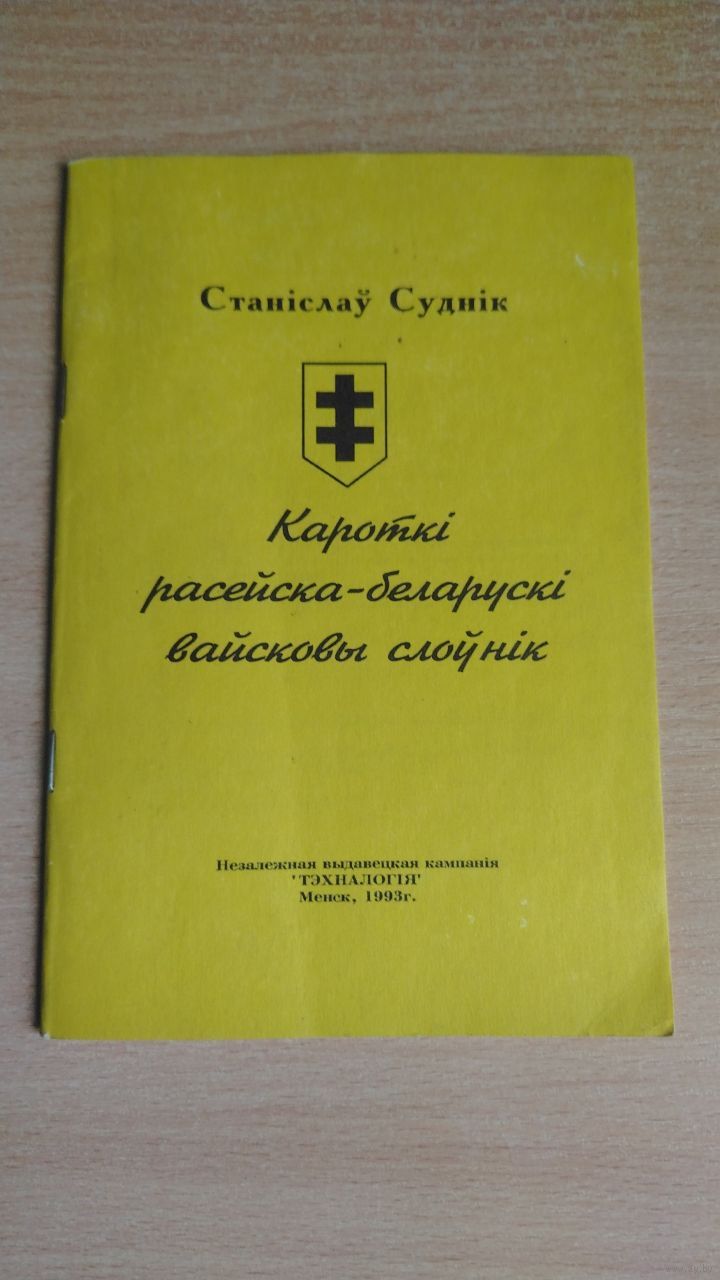 Станіслаў Суднік
Кароткі
расейска-беларускі
вайсковы слоўнік
Незалежная выдавецкая кампанія
'ТЭХНАЛОГІЯ'
Менск, 1993г.